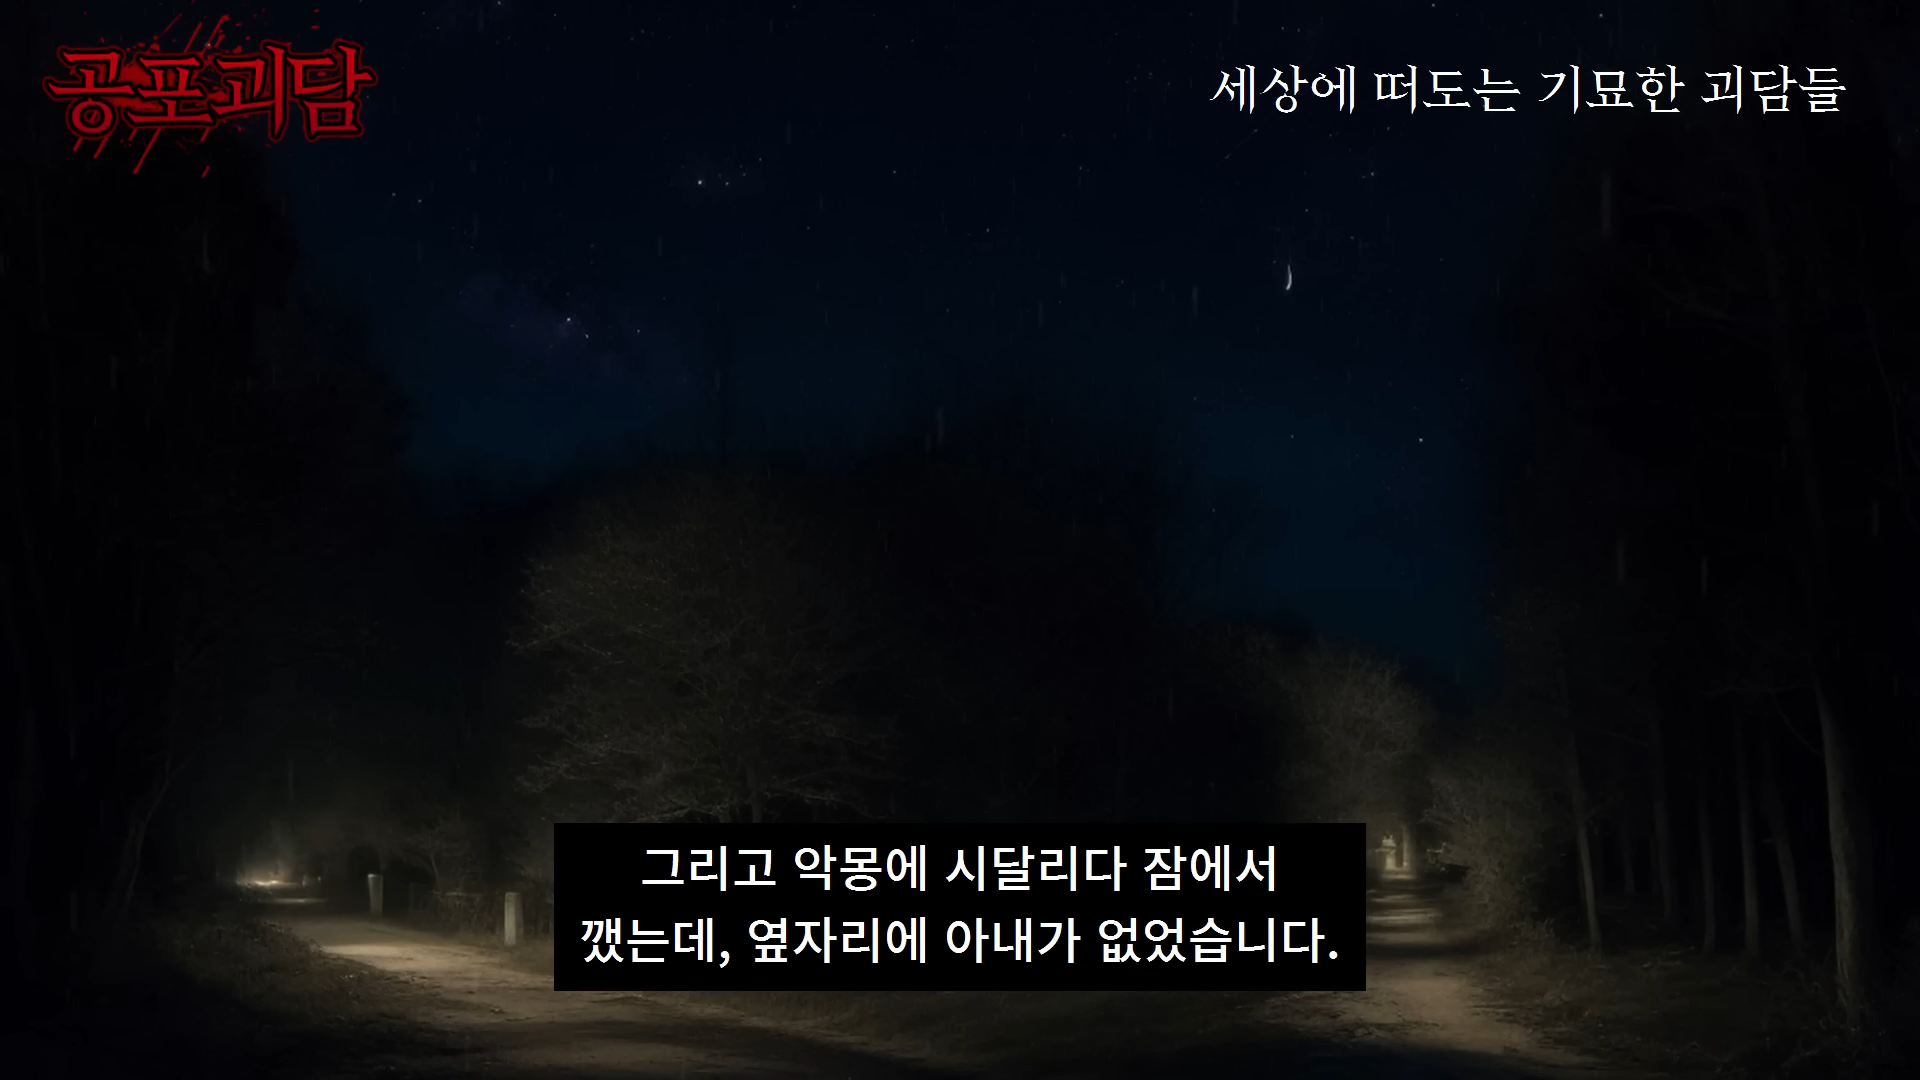 공포괴담
세상에 떠도는 기묘한 괴담들
그리고 악몽에 시달리다 잠에서
깼는데, 옆자리에 아내가 없었습니다.